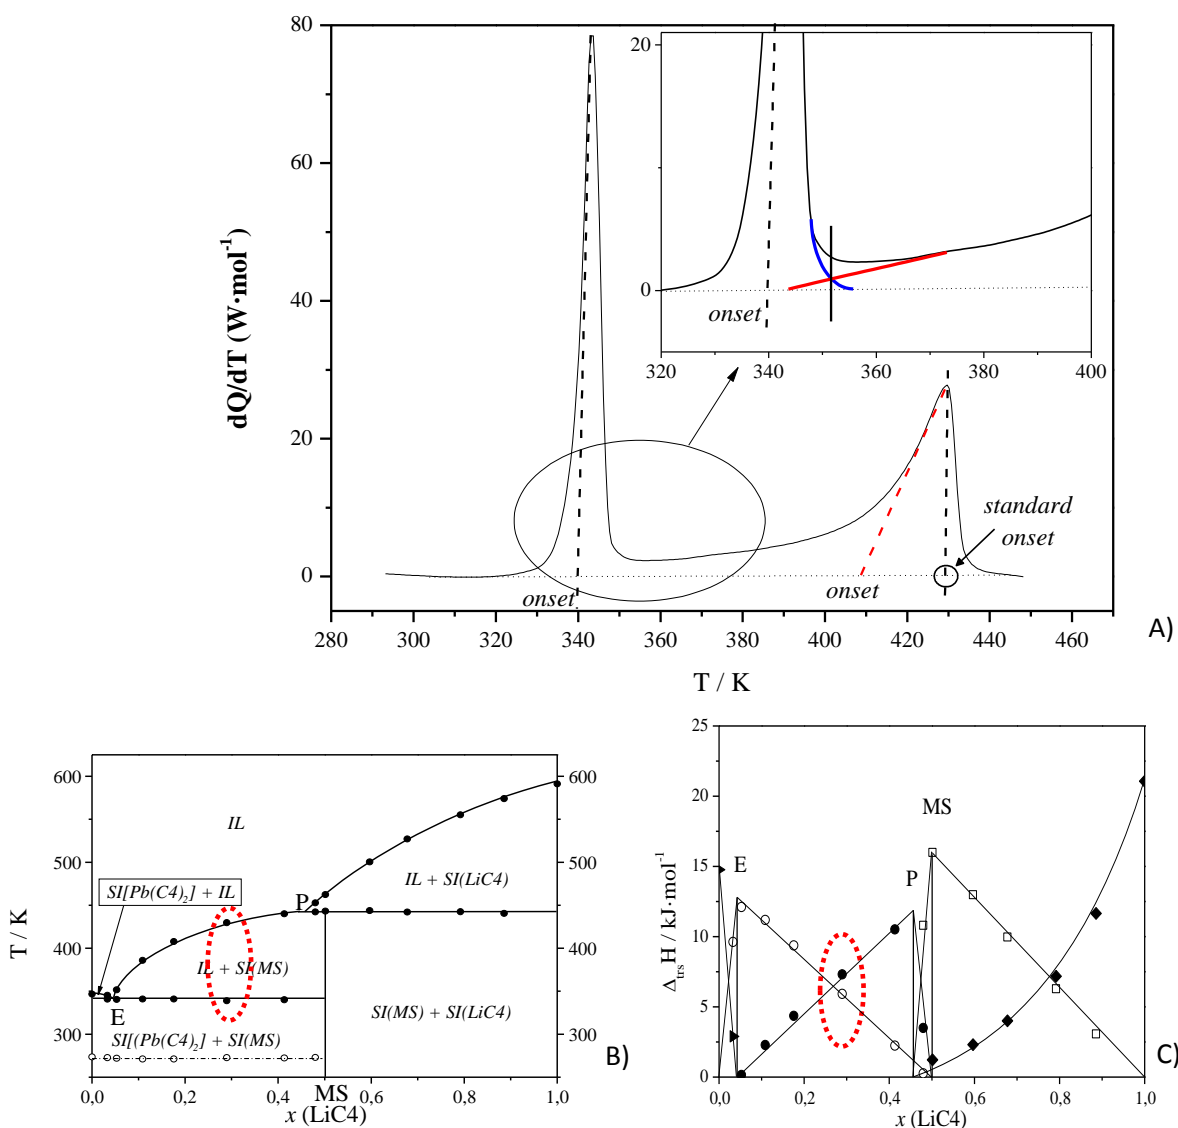 80
60
40
20
0
dQ/dT (W·mol⁻¹)
20
0
onset
320
340
360
380
400
standard
onset
onset
onset
280
300
320
340
360
380
400
420
440
460
T / K
A)
600
500
400
300
T / K
600
500
400
300
IL
SI[Pb(C4)₂] + IL
IL + SI(LiC4)
P
IL + SI(MS)
E
SI(MS) + SI(LiC4)
SI[(Pb(C4)₂] + SI(MS)
MS
0,0
0,2
0,4
0,6
0,8
1,0
x (LiC4)
B)
25
20
15
10
5
0
ΔtrsH / kJ·mol⁻¹
MS
E
P
0,0
0,2
0,4
0,6
0,8
1,0
x (LiC4)
C)